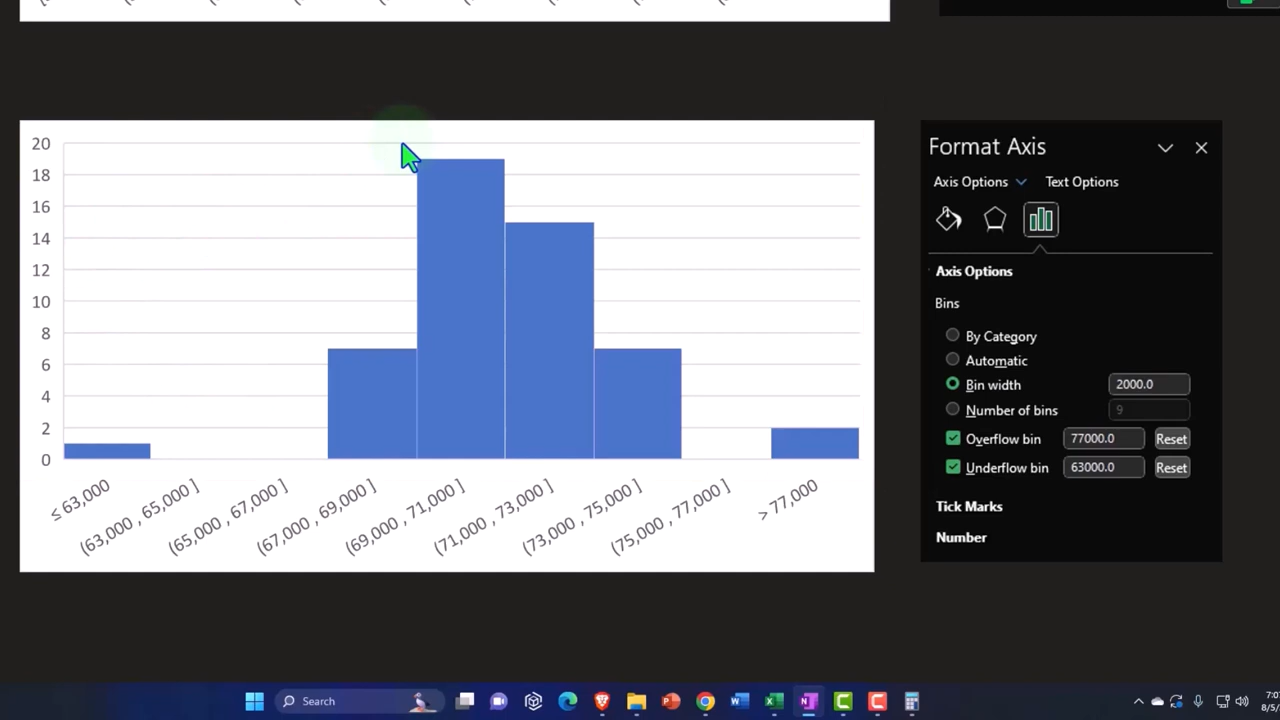 20
18
16
14
12
10
8
6
4
2
0
≤ 63,000
(63,000 , 65,000 ]
(65,000 , 67,000 ]
(67,000 , 69,000 ]
(69,000 , 71,000 ]
(71,000 , 73,000 ]
(73,000 , 75,000 ]
(75,000 , 77,000 ]
> 77,000
Format Axis
Axis Options Text Options
Axis Options
Bins
By Category
Automatic
Bin width 2000.0
Number of bins 9
Overflow bin 77000.0 Reset
Underflow bin 63000.0 Reset
Tick Marks
Number
Search